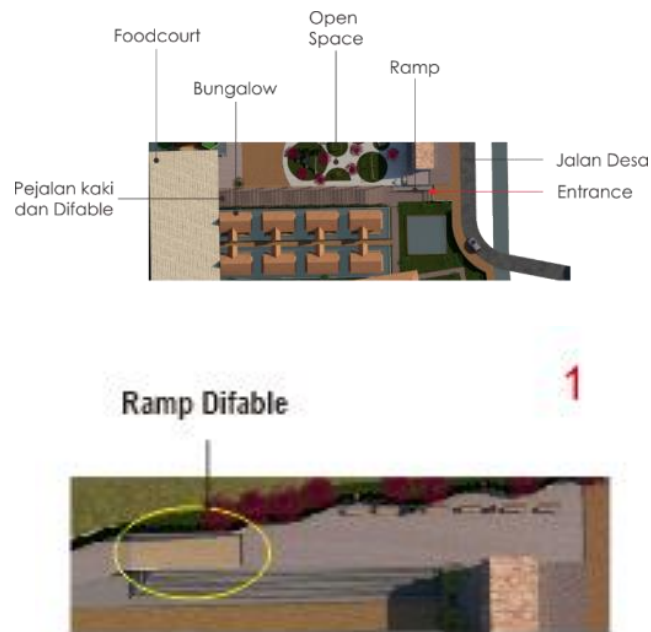 Open
Space
Foodcourt
Ramp
Bungalow
Jalan Desa
Pejalan kaki
dan Difable
Entrance
1
Ramp Difable